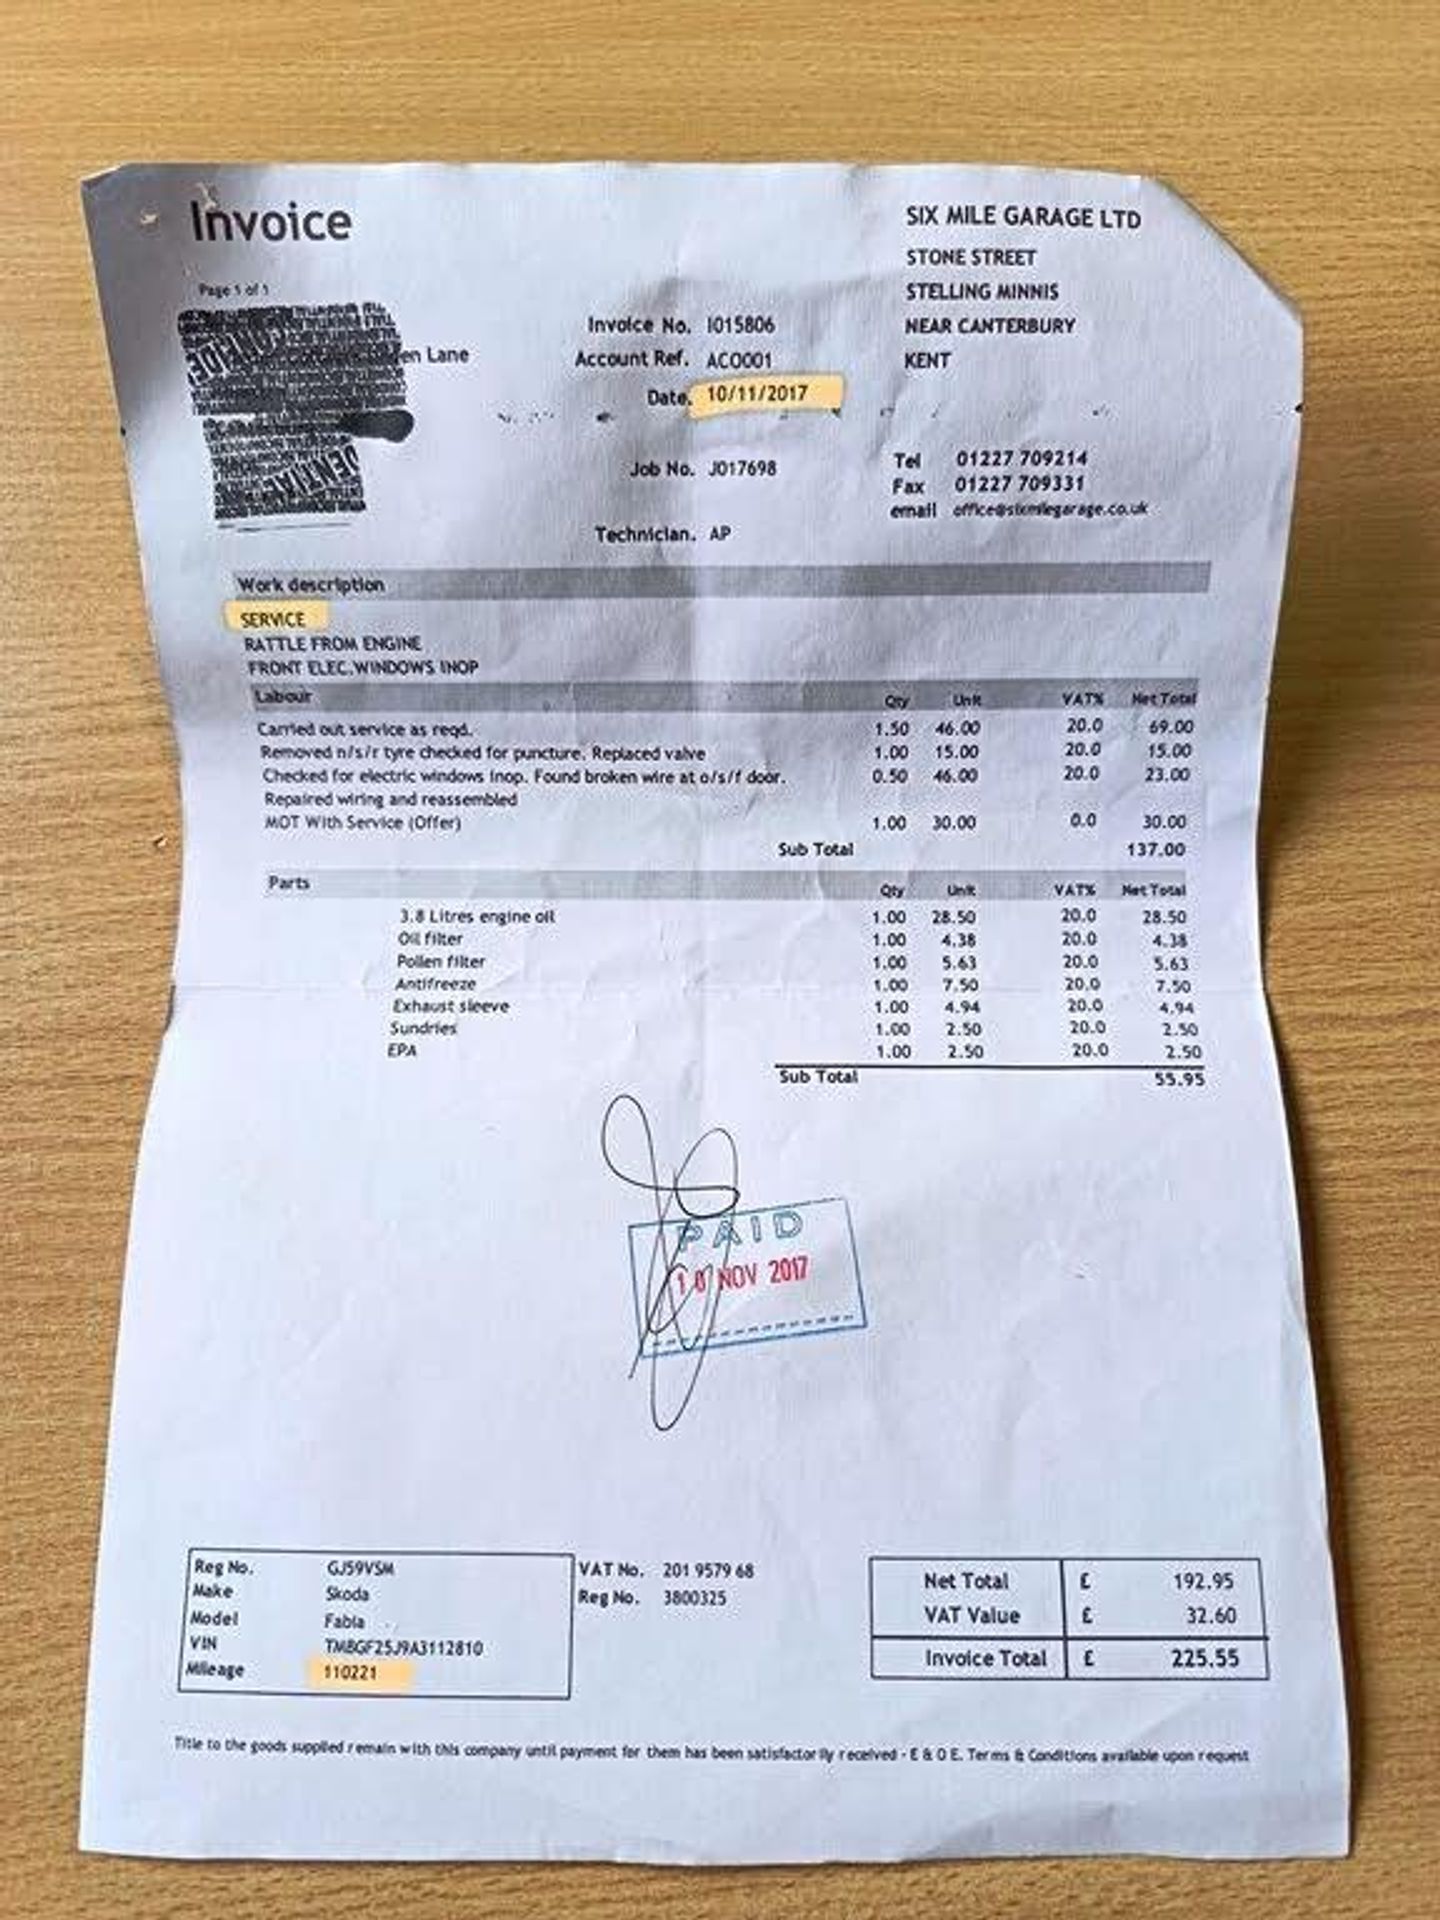 Invoice
SIX MILE GARAGE LTD
STONE STREET
STELLING MINNIS
NEAR CANTERBURY
KENT
Page 1 of 1
en Lane
Invoice No. I015806
Account Ref. ACO001
Date. 10/11/2017
Job No. J017698
Technician. AP
Tel 01227 709214
Fax 01227 709331
email office@sixmilegarage.co.uk
Work description
SERVICE
RATTLE FROM ENGINE
FRONT ELEC.WINDOWS INOP
Labour Qty Unit VAT% Net Total
Carried out service as reqd. 1.50 46.00 20.0 69.00
Removed n/s/r tyre checked for puncture. Replaced valve 1.00 15.00 20.0 15.00
Checked for electric windows inop. Found broken wire at o/s/f door. 0.50 46.00 20.0 23.00
Repaired wiring and reassembled
MOT With Service (Offer) 1.00 30.00 0.0 30.00
Sub Total 137.00
Parts Qty Unit VAT% Net Total
3.8 Litres engine oil 1.00 28.50 20.0 28.50
Oil filter 1.00 4.38 20.0 4.38
Pollen filter 1.00 5.63 20.0 5.63
Antifreeze 1.00 7.50 20.0 7.50
Exhaust sleeve 1.00 4.94 20.0 4.94
Sundries 1.00 2.50 20.0 2.50
EPA 1.00 2.50 20.0 2.50
Sub Total 55.95
PAID
10 NOV 2017
Reg No. GJ59VSM
Make Skoda
Model Fabia
VIN TMBGF25J9A3112810
Mileage 110221
VAT No. 201 9579 68
Reg No. 3800325
Net Total £ 192.95
VAT Value £ 32.60
Invoice Total £ 225.55
Title to the goods supplied remain with this company until payment for them has been satisfactorily received - E & O E. Terms & Conditions available upon request